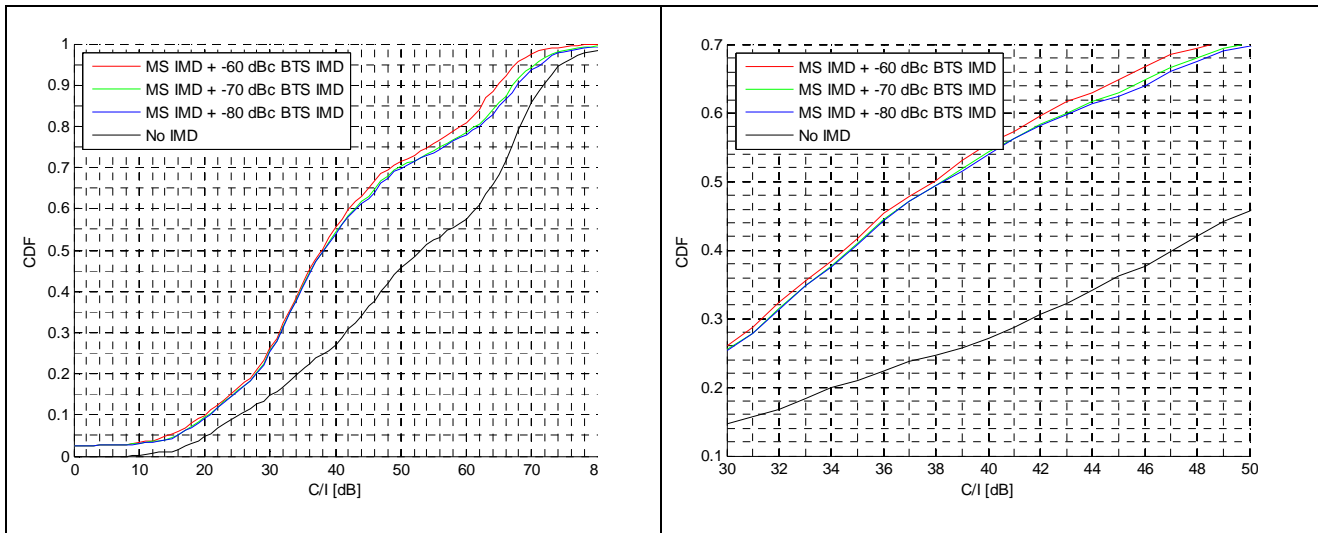 1
0.9
0.8
0.7
0.6
0.5
0.4
0.3
0.2
0.1
0
CDF
MS IMD + -60 dBc BTS IMD
MS IMD + -70 dBc BTS IMD
MS IMD + -80 dBc BTS IMD
No IMD
0 10 20 30 40 50 60 70 8
C/I [dB]
0.7
0.6
0.5
0.4
0.3
0.2
0.1
CDF
MS IMD + -60 dBc BTS IMD
MS IMD + -70 dBc BTS IMD
MS IMD + -80 dBc BTS IMD
No IMD
30 32 34 36 38 40 42 44 46 48 50
C/I [dB]